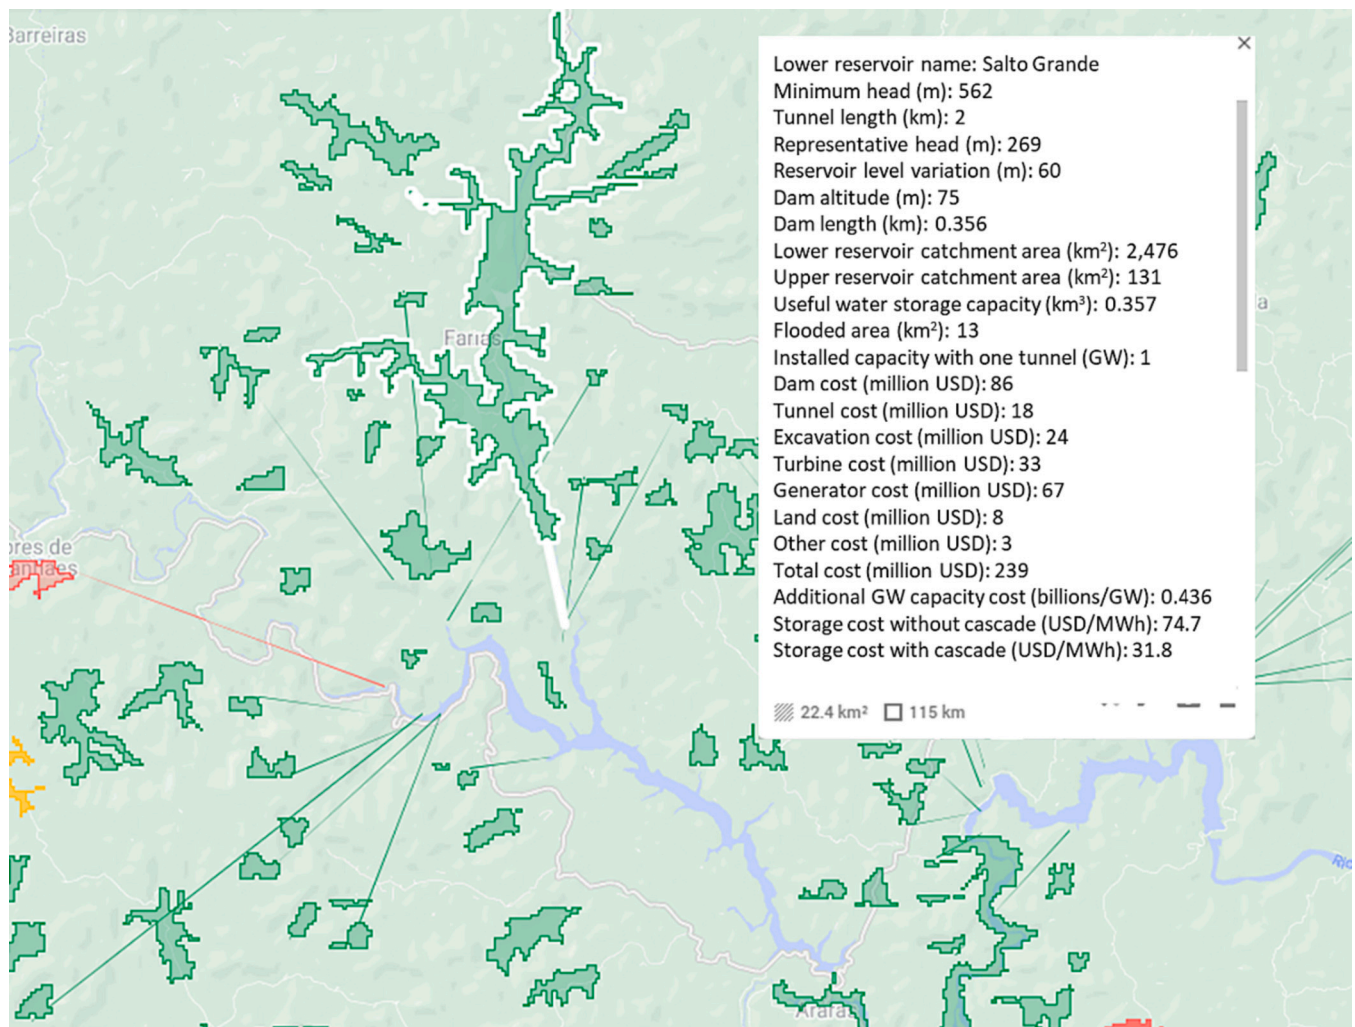 Barreiras
Lower reservoir name: Salto Grande
Minimum head (m): 562
Tunnel length (km): 2
Representative head (m): 269
Reservoir level variation (m): 60
Dam altitude (m): 75
Dam length (km): 0.356
Lower reservoir catchment area (km²): 2,476
Upper reservoir catchment area (km²): 131
Useful water storage capacity (km³): 0.357
Flooded area (km²): 13
Installed capacity with one tunnel (GW): 1
Dam cost (million USD): 86
Tunnel cost (million USD): 18
Excavation cost (million USD): 24
Turbine cost (million USD): 33
Generator cost (million USD): 67
Land cost (million USD): 8
Other cost (million USD): 3
Total cost (million USD): 239
Additional GW capacity cost (billions/GW): 0.436
Storage cost without cascade (USD/MWh): 74.7
Storage cost with cascade (USD/MWh): 31.8
22.4 km² 115 km
a
Farias
ores de
Rio
Araras